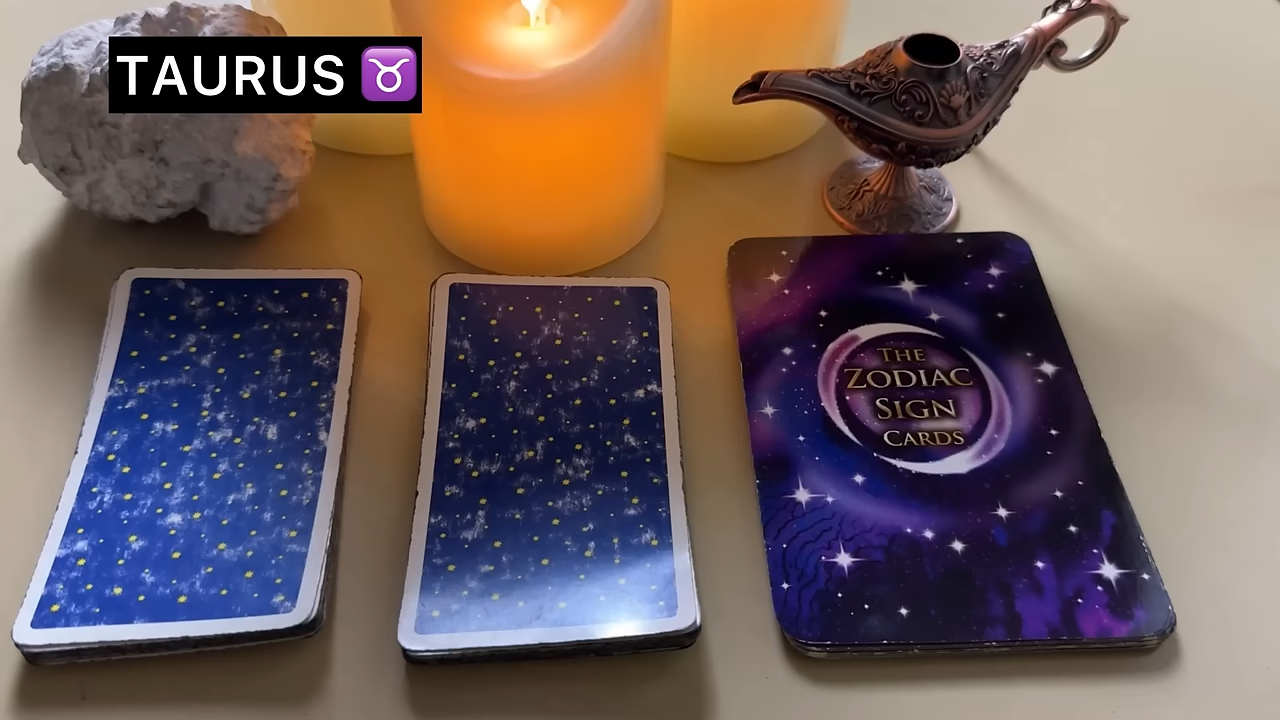 TAURUS ♉
THE
ZODIAC
SIGN
CARDS